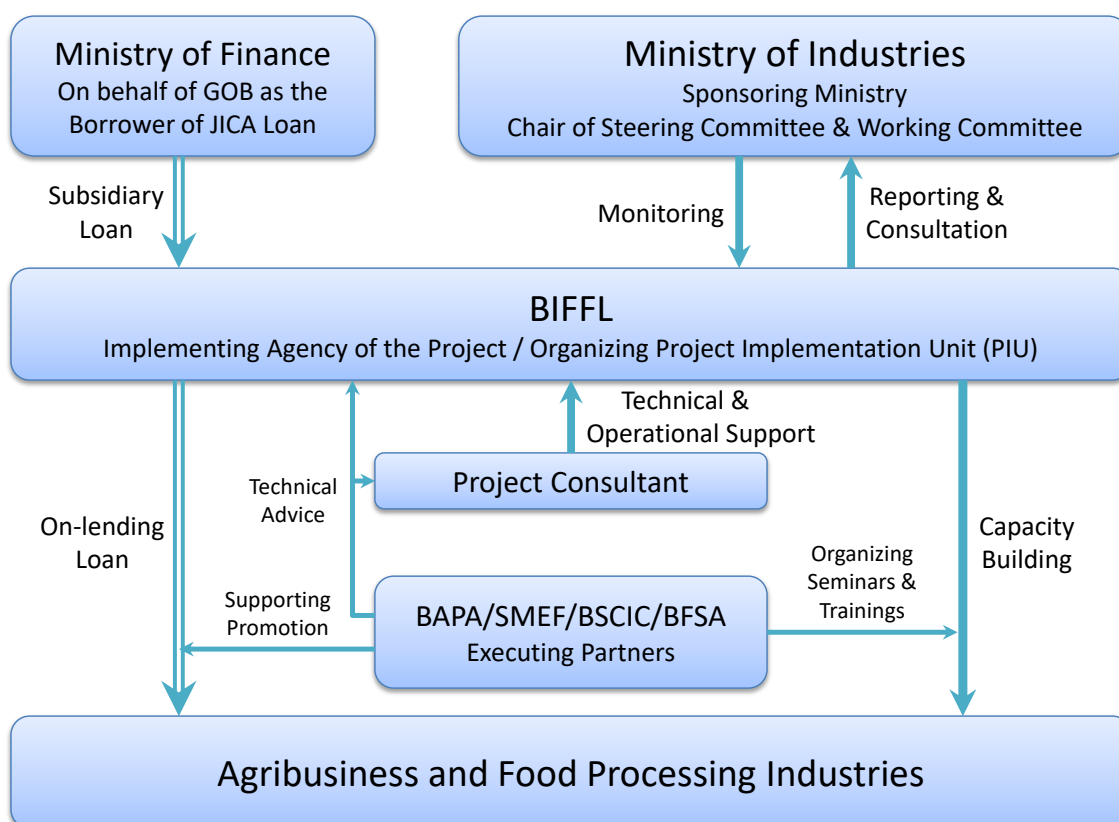 Ministry of Finance
On behalf of GOB as the
Borrower of JICA Loan
Ministry of Industries
Sponsoring Ministry
Chair of Steering Committee & Working Committee
Subsidiary
Loan
Monitoring
Reporting &
Consultation
BIFFL
Implementing Agency of the Project / Organizing Project Implementation Unit (PIU)
Technical &
Operational Support
Project Consultant
Technical
Advice
On-lending
Loan
Capacity
Building
Organizing
Seminars &
Trainings
Supporting
Promotion
BAPA/SMEF/BSCIC/BFSA
Executing Partners
Agribusiness and Food Processing Industries